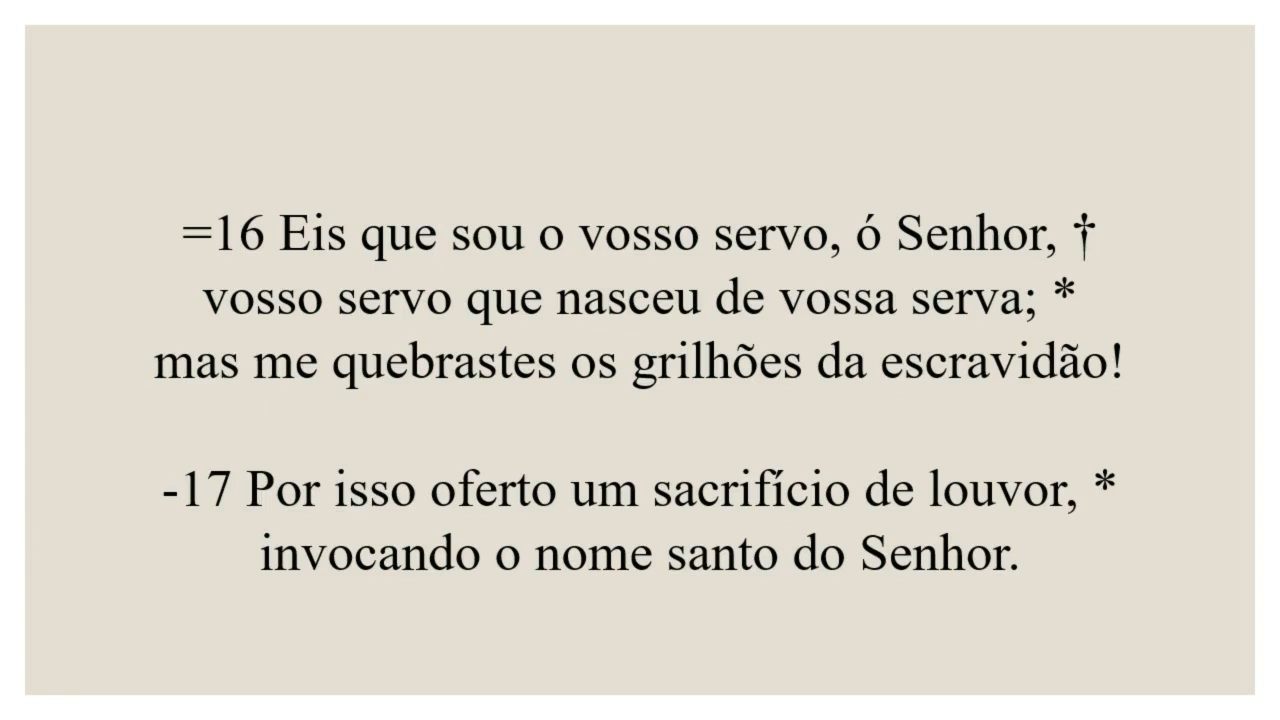 =16 Eis que sou o vosso servo, ó Senhor, †
vosso servo que nasceu de vossa serva; *
mas me quebrastes os grilhões da escravidão!
-17 Por isso oferto um sacrifício de louvor, *
invocando o nome santo do Senhor.